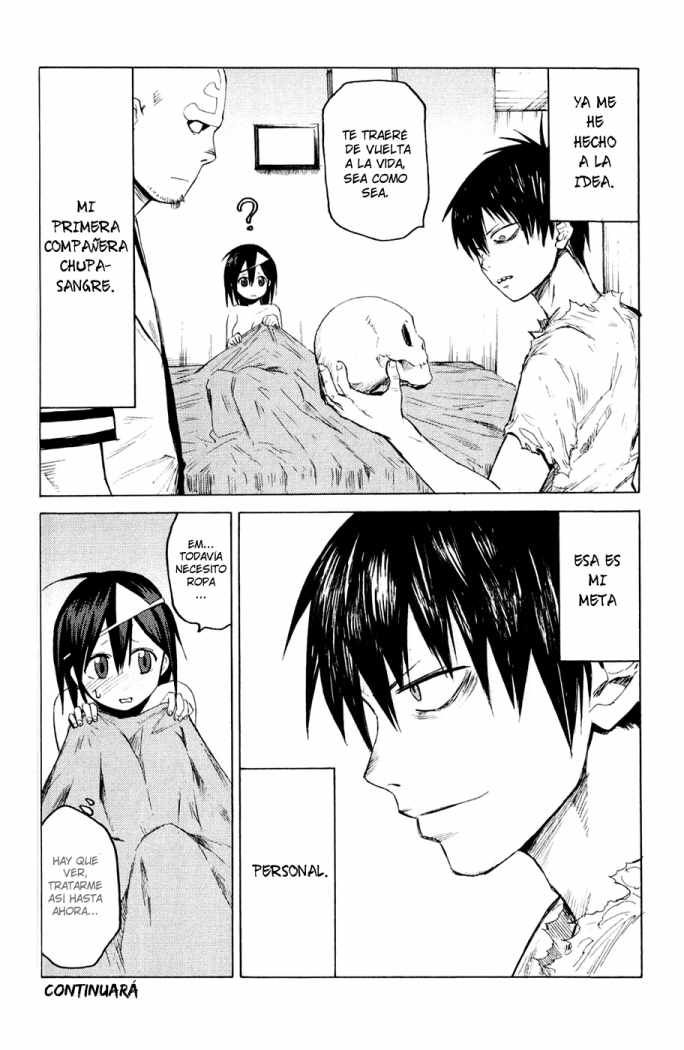 YA ME
HE
HECHO
A LA
IDEA.
TE TRAERE
DE VUELTA
A LA VIDA,
SEA COMO
SEA.
?
MI
PRIMERA
COMPAÑERA
CHUPA-
SANGRE.
ESA ES
MI
META
PERSONAL.
EM...
TODAVÍA
NECESITO
ROPA
...
HAY QUE
VER,
TRATARME
ASI HASTA
AHORA...
CONTINUARÁ